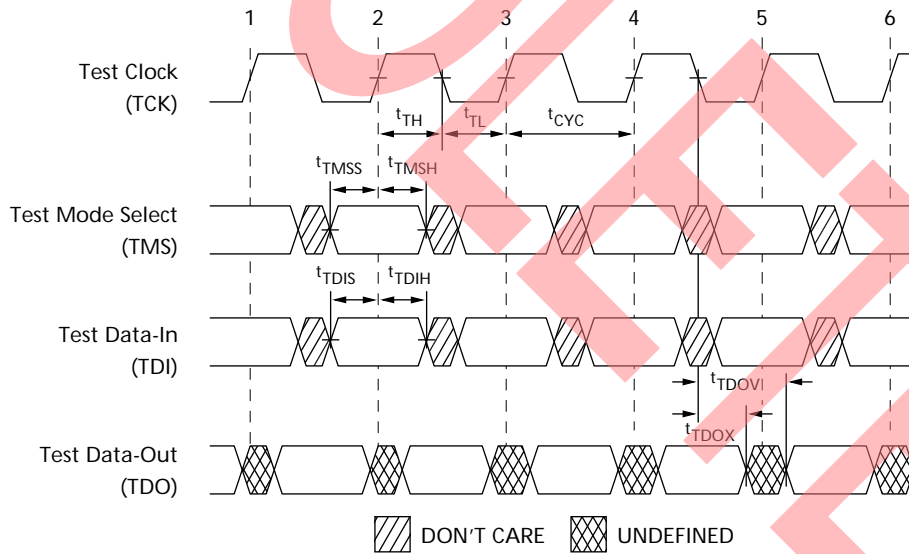 1 2 3 4 5 6
Test Clock
(TCK)
tTH tTL tCYC
tTMSS tTMSH
Test Mode Select
(TMS)
tTDIS tTDIH
Test Data-In
(TDI)
tTDOV
tTDOX
Test Data-Out
(TDO)
DON'T CARE UNDEFINED